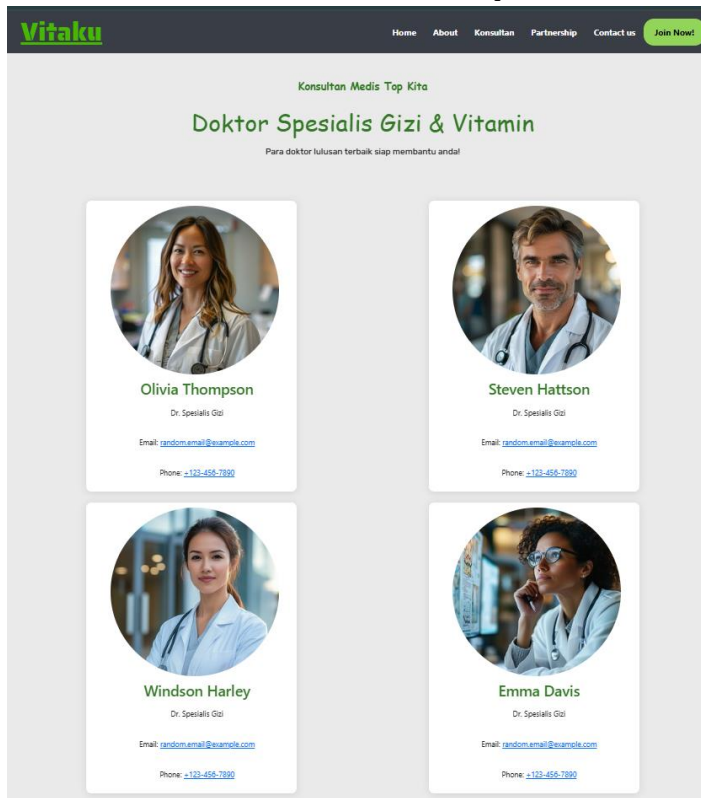 Vitaku
Home About Konsultan Partnership Contact us Join Now!
Konsultan Medis Top Kita
Doktor Spesialis Gizi & Vitamin
Para doktor lulusan terbaik siap membantu anda!
Olivia Thompson
Dr. Spesialis Gizi
Email: random.email@example.com
Phone: +123-456-7890
Steven Hattson
Dr. Spesialis Gizi
Email: random.email@example.com
Phone: +123-456-7890
Windson Harley
Dr. Spesialis Gizi
Email: random.email@example.com
Phone: +123-456-7890
Emma Davis
Dr. Spesialis Gizi
Email: random.email@example.com
Phone: +123-456-7890